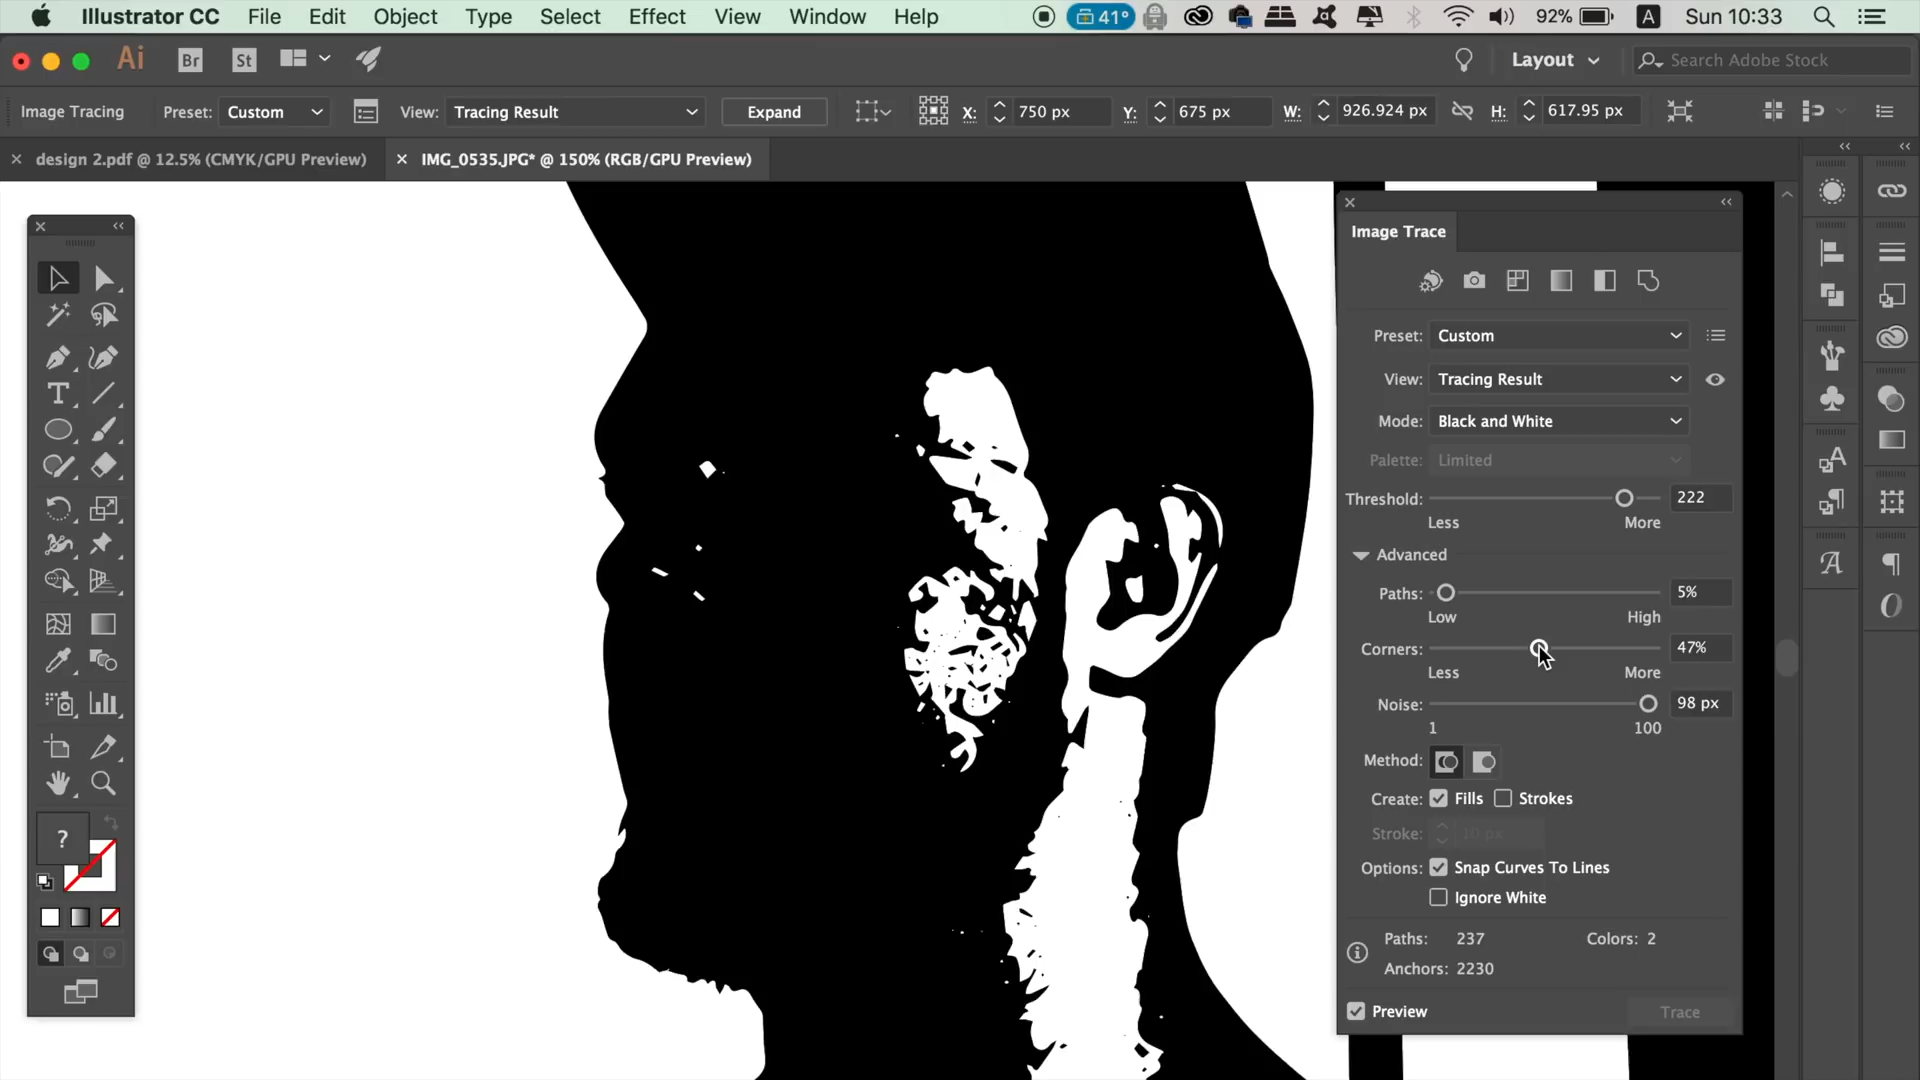 Illustrator CC File Edit Object Type Select Effect View Window Help 41° 92% A Sun 10:33
Ai Br St Layout Search Adobe Stock
Image Tracing Preset: Custom View: Tracing Result Expand X: 750 px Y: 675 px W: 926.924 px H: 617.95 px
design 2.pdf @ 12.5% (CMYK/GPU Preview) IMG_0535.JPG* @ 150% (RGB/GPU Preview)
Image Trace
Preset: Custom
View: Tracing Result
Mode: Black and White
Palette: Limited
Threshold: 222
Less More
Advanced
Paths: 5%
Low High
Corners: 47%
Less More
Noise: 98 px
1 100
Method:
Create: Fills Strokes
Stroke: 10 px
Options: Snap Curves To Lines
Ignore White
Paths: 237 Colors: 2
Anchors: 2230
Preview Trace
?